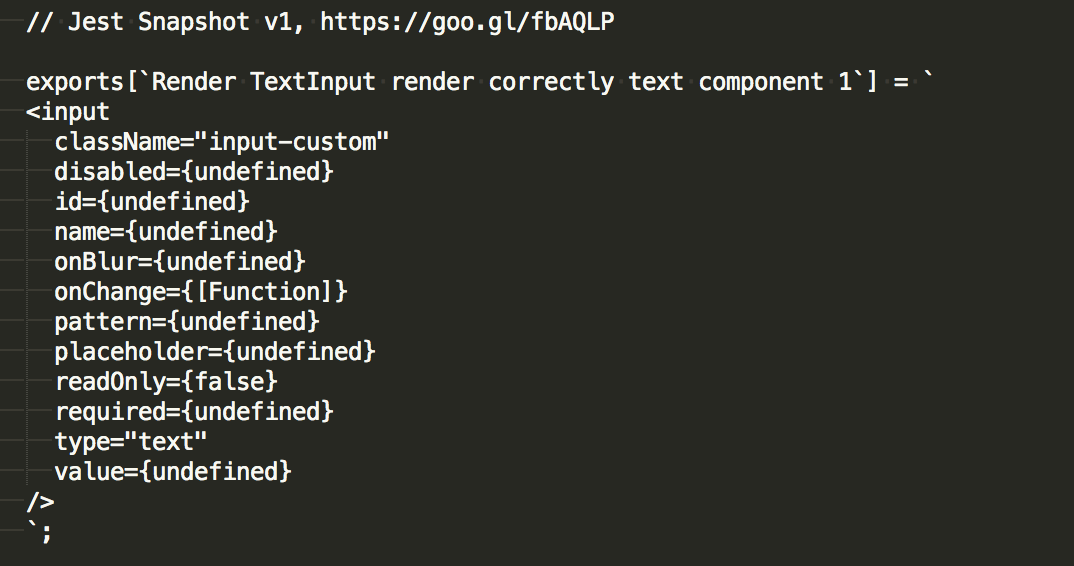 // Jest Snapshot v1, https://goo.gl/fbAQLP

exports[`Render TextInput render correctly text component 1`] = `
<input
  className="input-custom"
  disabled={undefined}
  id={undefined}
  name={undefined}
  onBlur={undefined}
  onChange={[Function]}
  pattern={undefined}
  placeholder={undefined}
  readOnly={false}
  required={undefined}
  type="text"
  value={undefined}
/>
`;